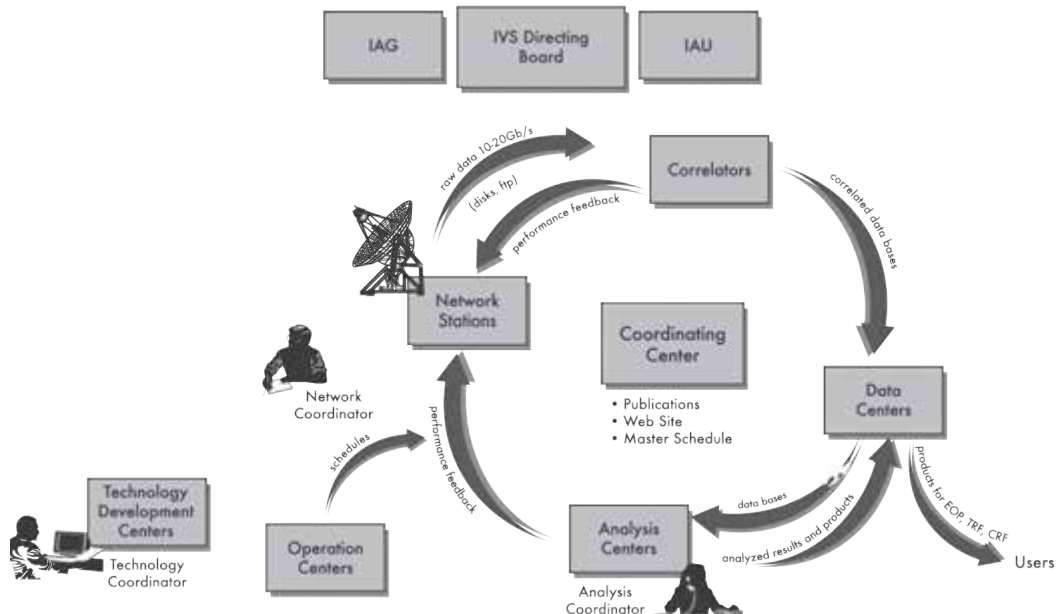 IAG
IVS Directing
Board
IAU
raw data 10-20Gb/s
(disks, ftp)
performance feedback
Correlators
correlated data bases
Network
Stations
Coordinating
Center
• Publications
• Web Site
• Master Schedule
Data
Centers
Network
Coordinator
schedules
performance feedback
data bases
analyzed results and products
products for EOP, TRF, CRF
Users
Technology
Development
Centers
Technology
Coordinator
Operation
Centers
Analysis
Centers
Analysis
Coordinator